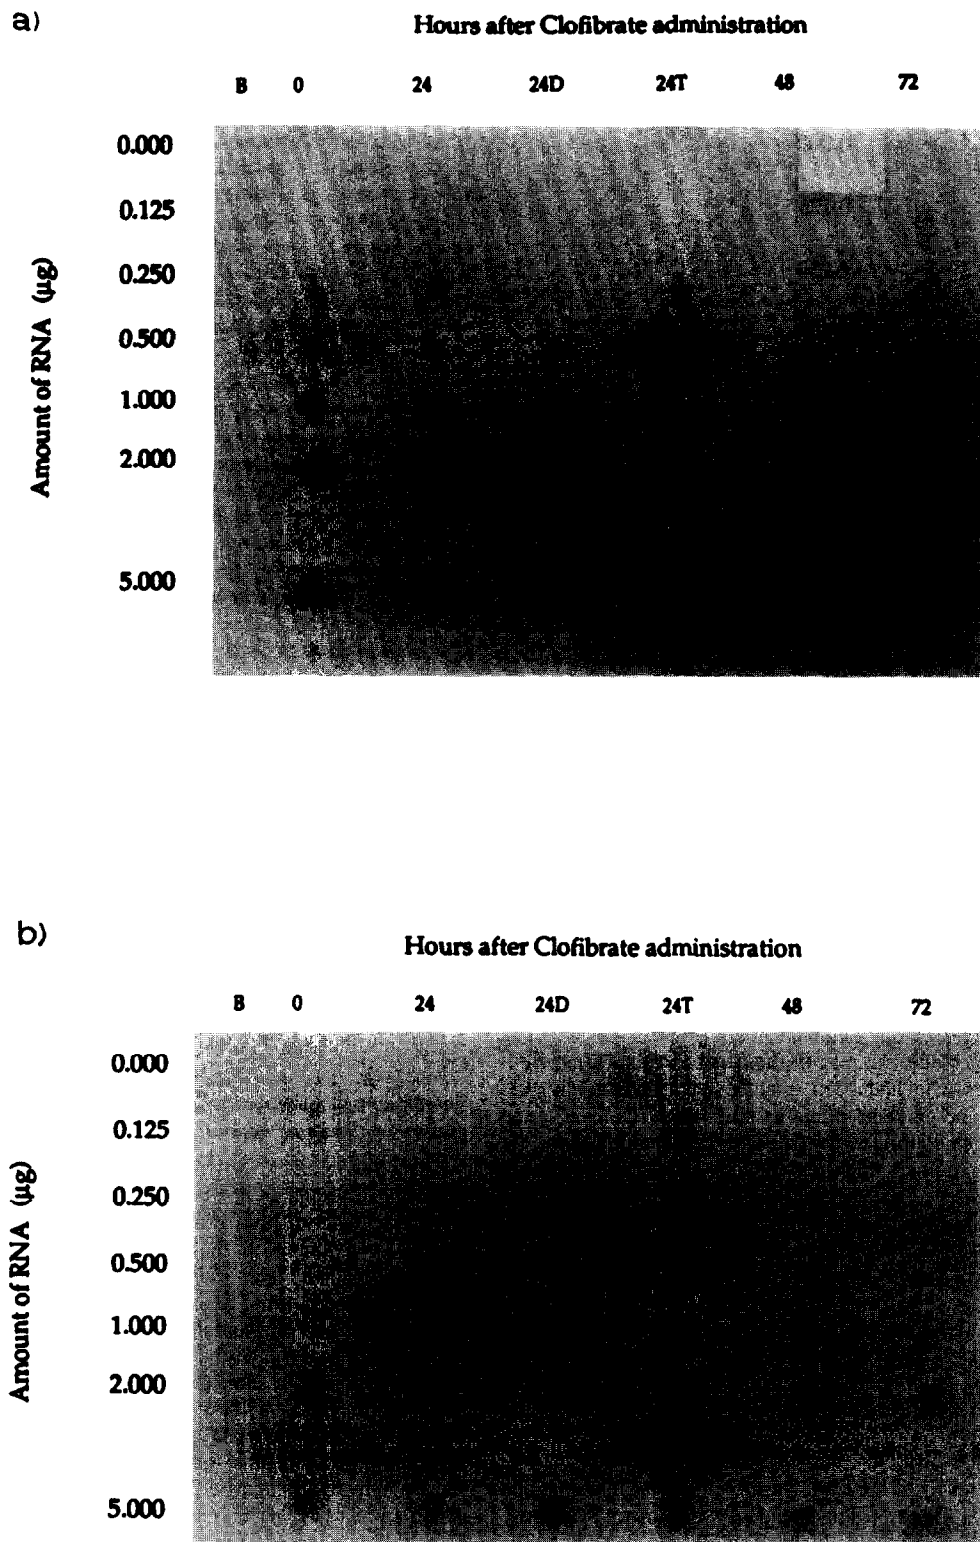 a)
Hours after Clofibrate administration
B 0 24 24D 24T 48 72
Amount of RNA (µg)
0.000
0.125
0.250
0.500
1.000
2.000
5.000
b)
Hours after Clofibrate administration
B 0 24 24D 24T 48 72
Amount of RNA (µg)
0.000
0.125
0.250
0.500
1.000
2.000
5.000